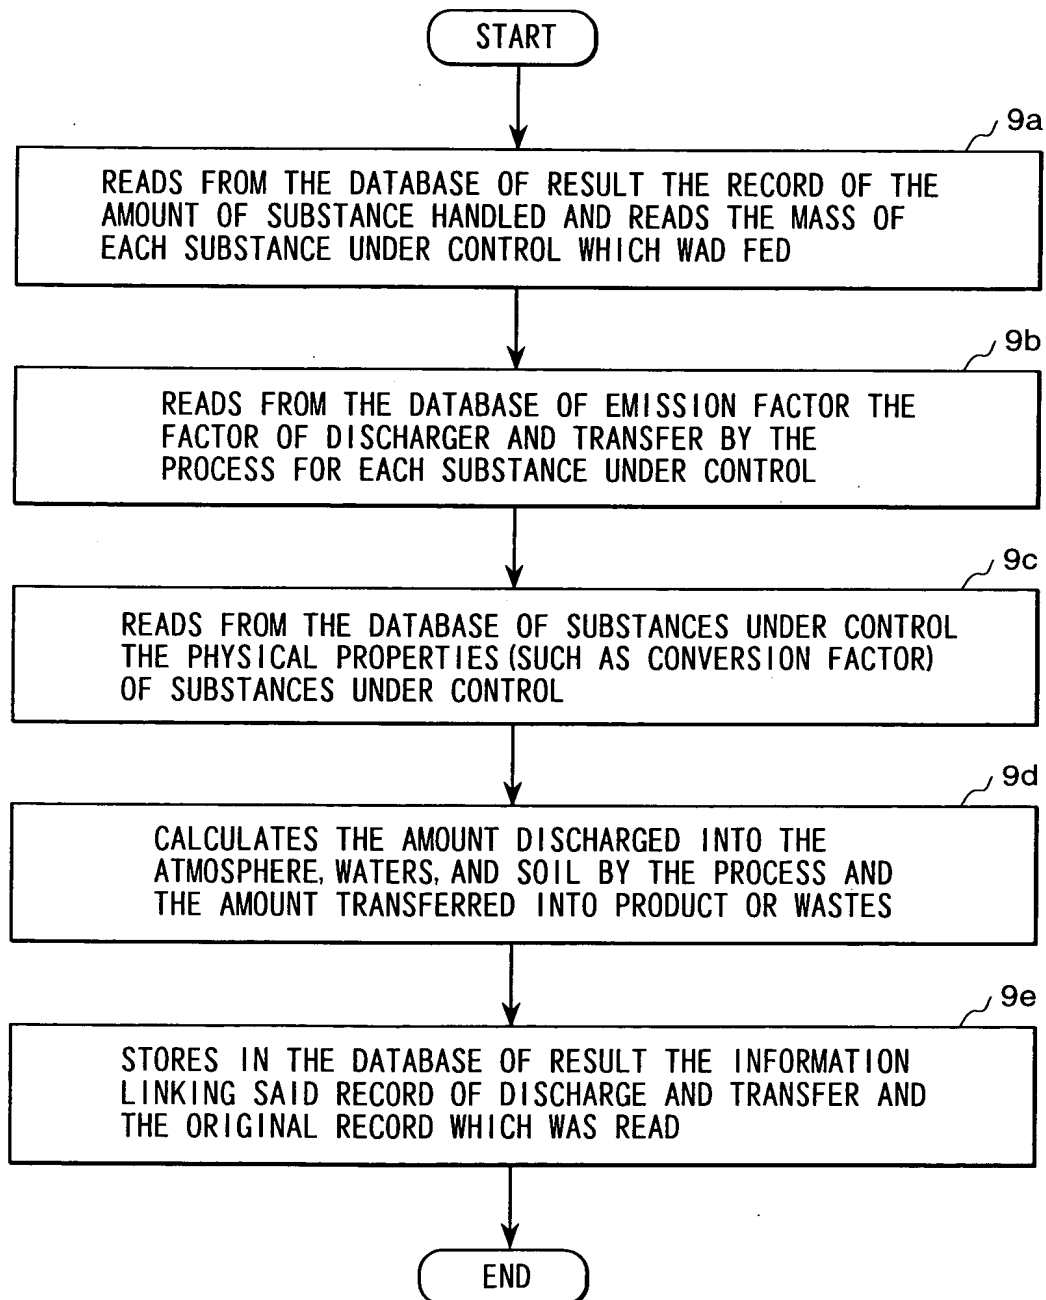 START
9a
READS FROM THE DATABASE OF RESULT THE RECORD OF THE
AMOUNT OF SUBSTANCE HANDLED AND READS THE MASS OF
EACH SUBSTANCE UNDER CONTROL WHICH WAD FED
9b
READS FROM THE DATABASE OF EMISSION FACTOR THE
FACTOR OF DISCHARGER AND TRANSFER BY THE
PROCESS FOR EACH SUBSTANCE UNDER CONTROL
9c
READS FROM THE DATABASE OF SUBSTANCES UNDER CONTROL
THE PHYSICAL PROPERTIES (SUCH AS CONVERSION FACTOR)
OF SUBSTANCES UNDER CONTROL
9d
CALCULATES THE AMOUNT DISCHARGED INTO THE
ATMOSPHERE, WATERS, AND SOIL BY THE PROCESS AND
THE AMOUNT TRANSFERRED INTO PRODUCT OR WASTES
9e
STORES IN THE DATABASE OF RESULT THE INFORMATION
LINKING SAID RECORD OF DISCHARGE AND TRANSFER AND
THE ORIGINAL RECORD WHICH WAS READ
END